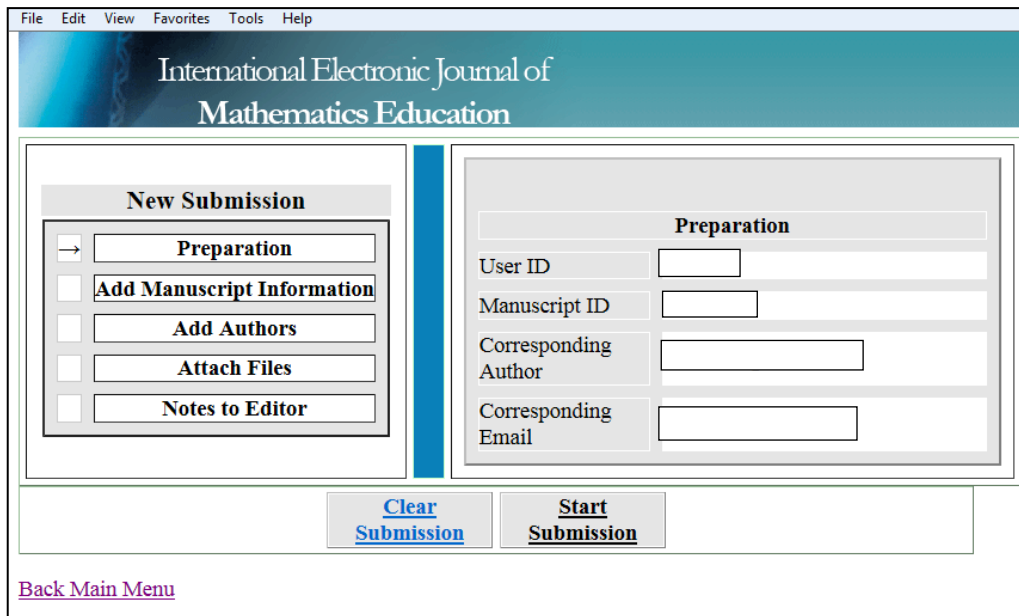 File Edit View Favorites Tools Help
International Electronic Journal of
Mathematics Education
New Submission
→ Preparation
Add Manuscript Information
Add Authors
Attach Files
Notes to Editor
Preparation
User ID
Manuscript ID
Corresponding
Author
Corresponding
Email
Clear
Submission
Start
Submission
Back Main Menu